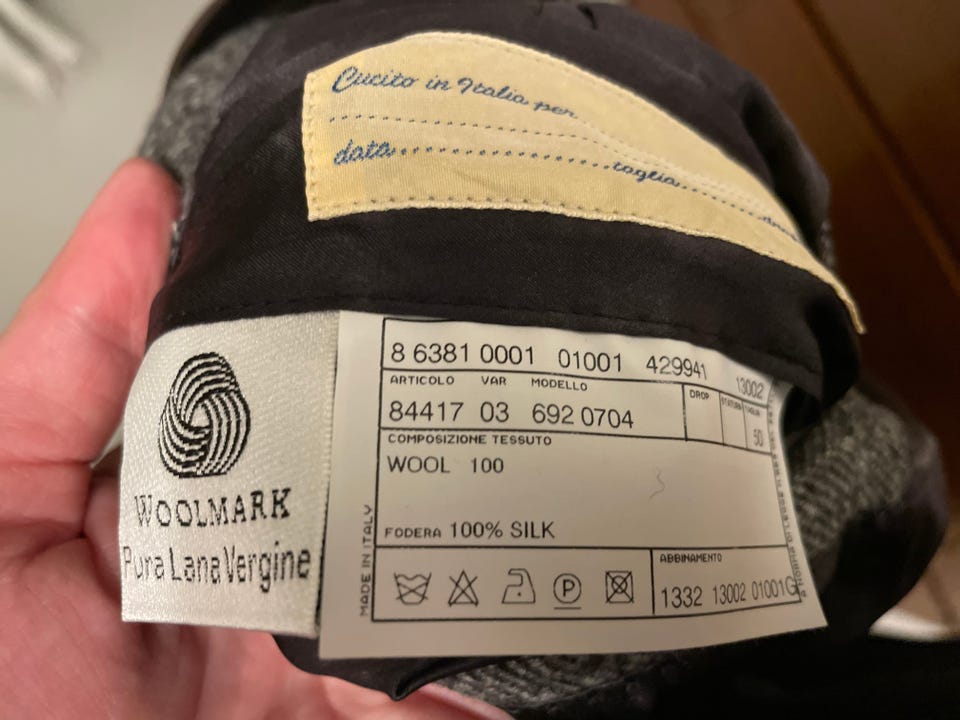 Cucito in Italia per
data taglia
WOOLMARK
Pura Lana Vergine
8 6381 0001 01001 429941 13002
ARTICOLO VAR MODELLO DROP STATURA TAGLIA
84417 03 692 0704 50
COMPOSIZIONE TESSUTO
WOOL 100
FODERA 100% SILK
MADE IN ITALY
P
ABBINAMENTO
1332 13002 01001G